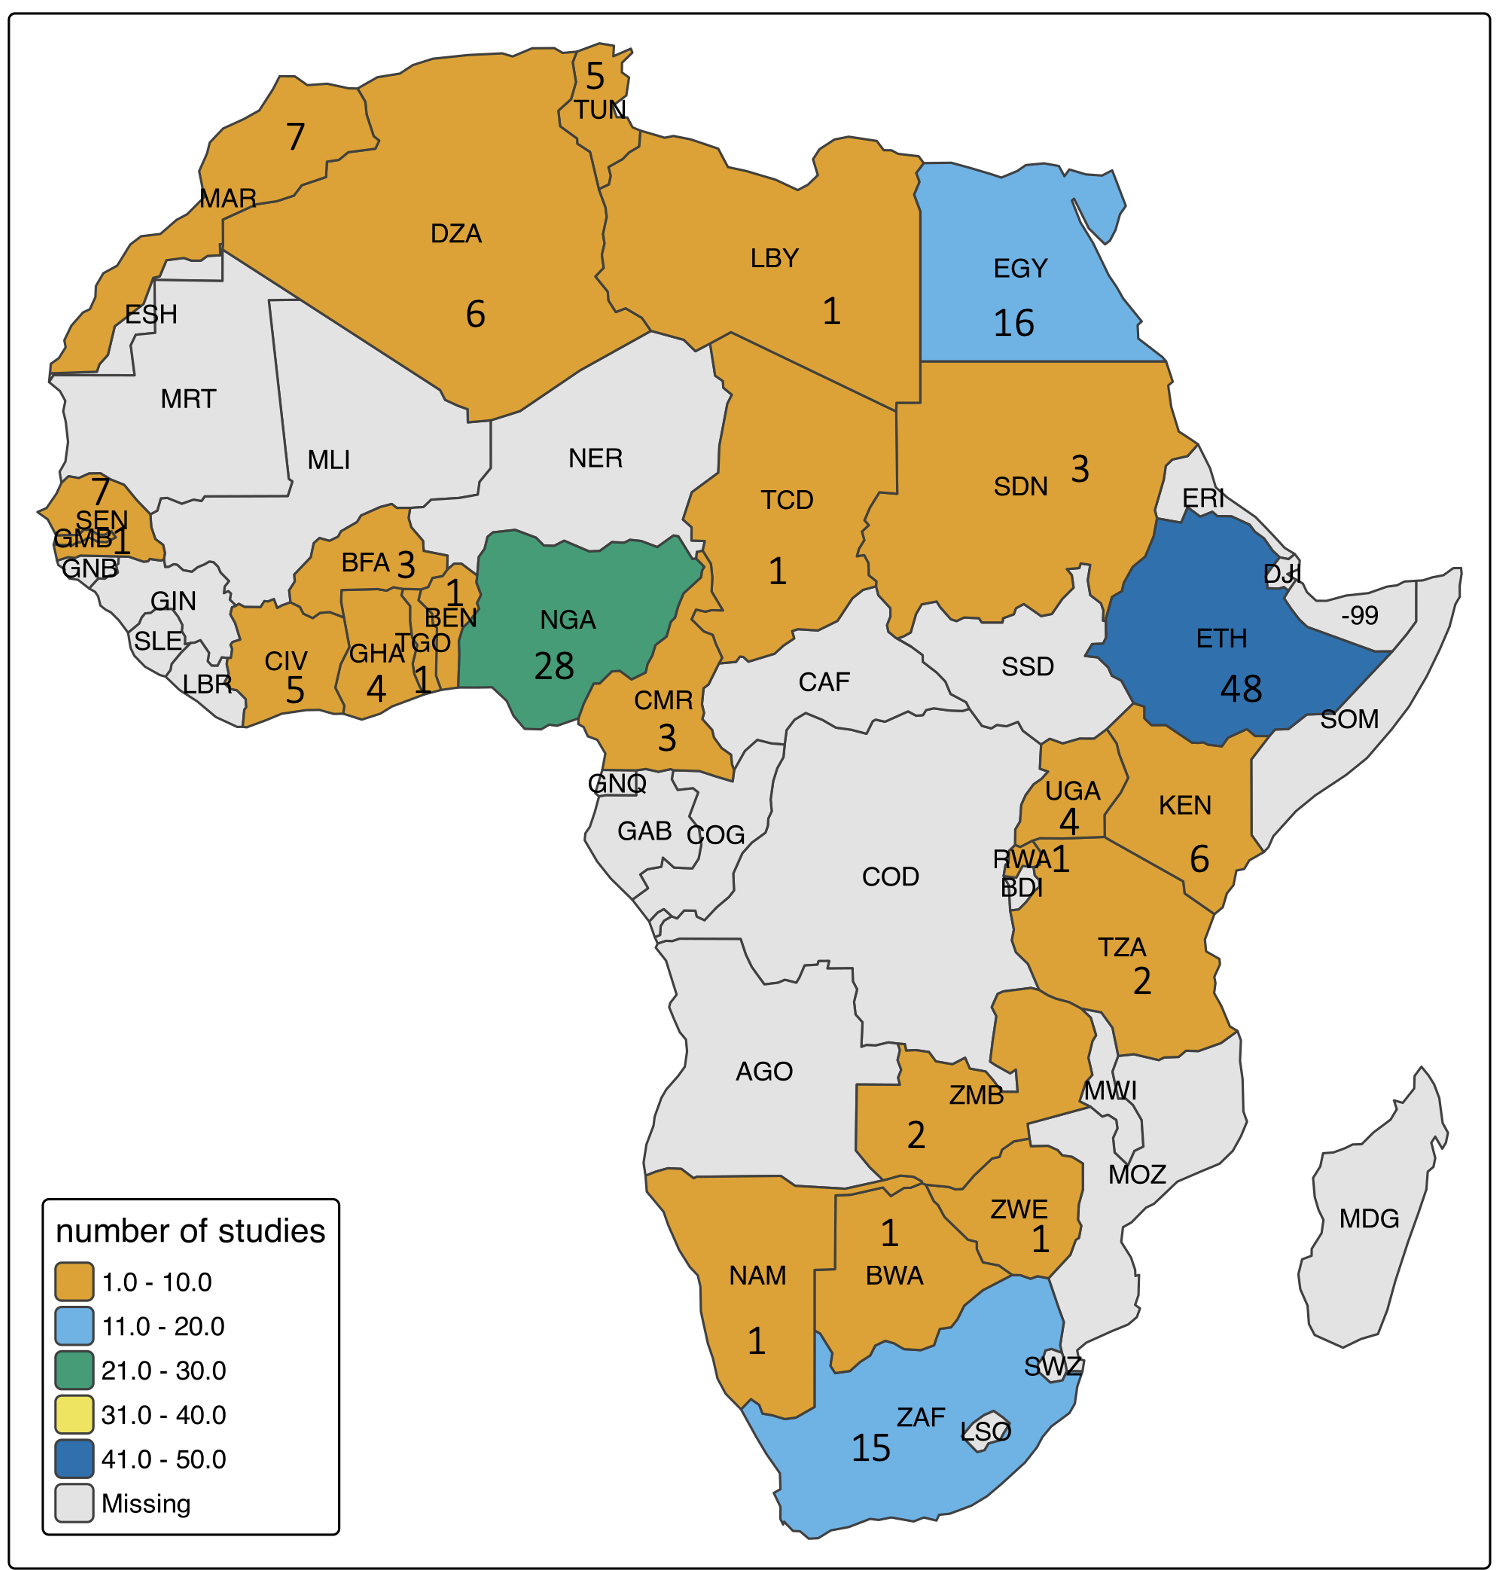 5
TUN
7
MAR
DZA
6
LBY
1
EGY
16
ESH
MRT
MLI
NER
TCD
1
SDN
3
ERI
7
SEN
GMB
1
GNB
GIN
SLE
LBR
BFA 3
1
BEN
TGO
1
GHA
4
CIV
5
NGA
28
CMR
3
CAF
SSD
DJI
-99
ETH
48
SOM
GNQ
GAB
COG
COD
UGA
4
KEN
6
RWA 1
BDI
TZA
2
AGO
ZMB
2
MWI
MOZ
MDG
ZWE
1
NAM
1
1
BWA
SWZ
ZAF
15
LSO
number of studies
1.0 - 10.0
11.0 - 20.0
21.0 - 30.0
31.0 - 40.0
41.0 - 50.0
Missing